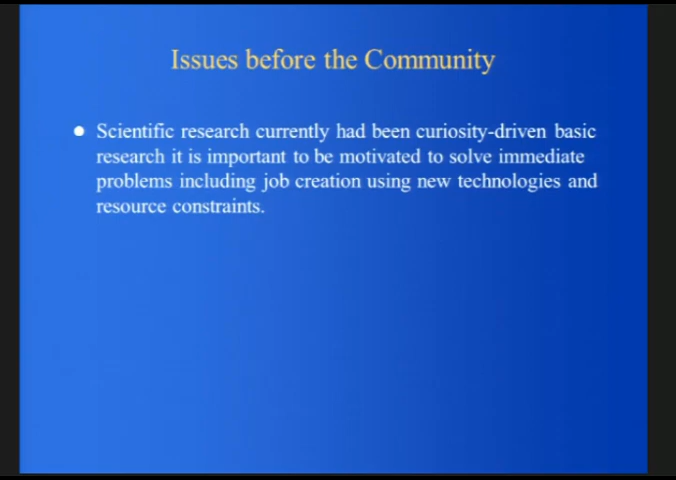 Issues before the Community
● Scientific research currently had been curiosity-driven basic
research it is important to be motivated to solve immediate
problems including job creation using new technologies and
resource constraints.